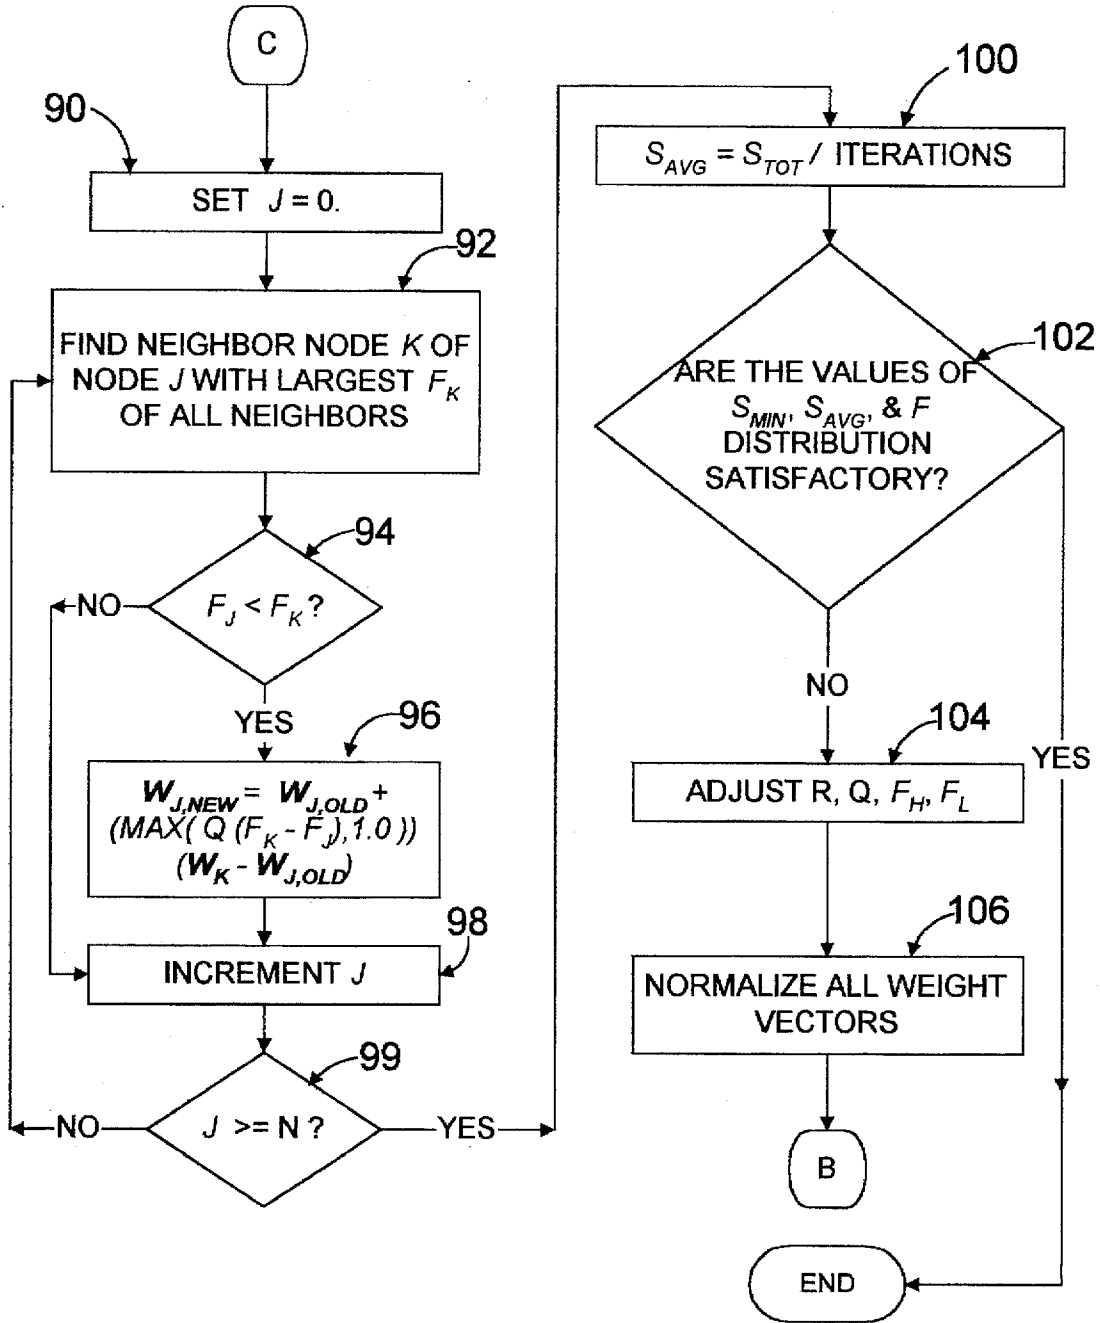 C
90
SET J = 0.
92
FIND NEIGHBOR NODE K OF
NODE J WITH LARGEST F_K
OF ALL NEIGHBORS
94
F_J < F_K ?
NO
YES
96
W_J,NEW = W_J,OLD +
(MAX( Q (F_K - F_J),1.0 ))
(W_K - W_J,OLD)
98
INCREMENT J
99
J >= N ?
NO
YES
100
S_AVG = S_TOT / ITERATIONS
102
ARE THE VALUES OF
S_MIN, S_AVG, & F
DISTRIBUTION
SATISFACTORY?
NO
YES
104
ADJUST R, Q, F_H, F_L
106
NORMALIZE ALL WEIGHT
VECTORS
B
END